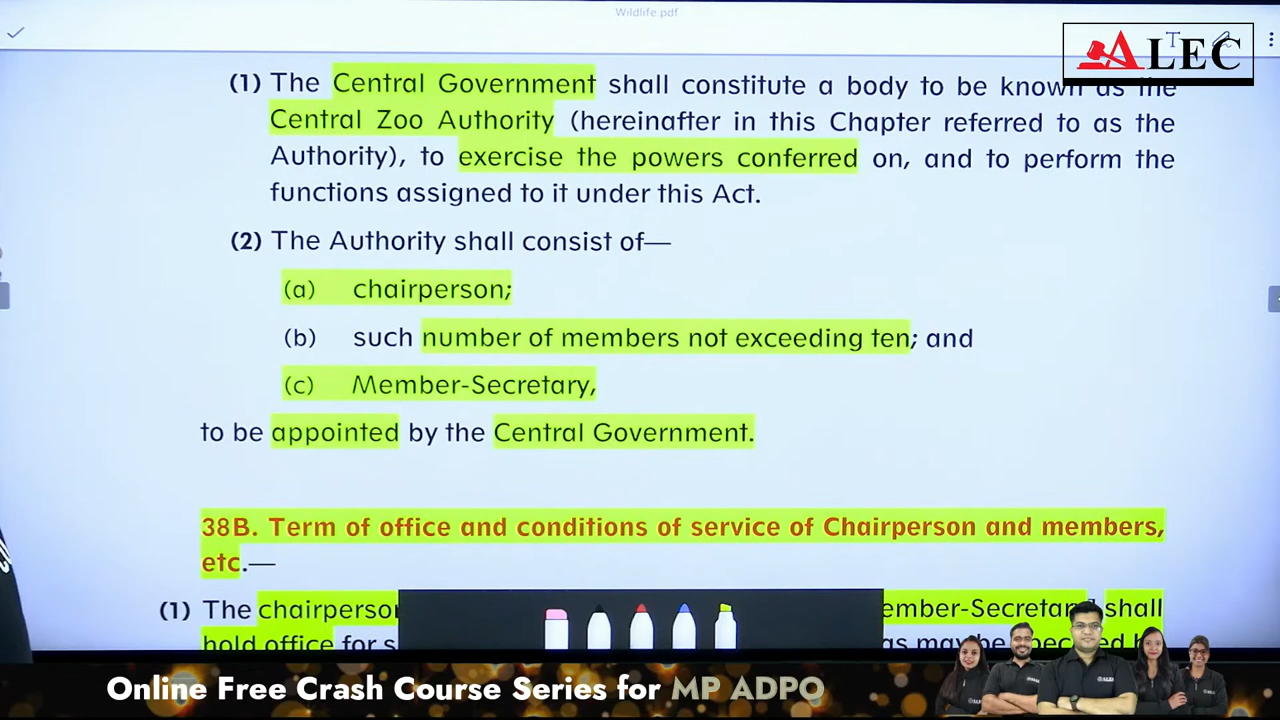 Wildlife.pdf
ALEC
(1) The Central Government shall constitute a body to be known as the
Central Zoo Authority (hereinafter in this Chapter referred to as the
Authority), to exercise the powers conferred on, and to perform the
functions assigned to it under this Act.
(2) The Authority shall consist of—
(a) chairperson;
(b) such number of members not exceeding ten; and
(c) Member-Secretary,
to be appointed by the Central Government.
38B. Term of office and conditions of service of Chairperson and members,
etc.—
(1) The chairperson shall
hold office for
Online Free Crash Course Series for MP ADPO